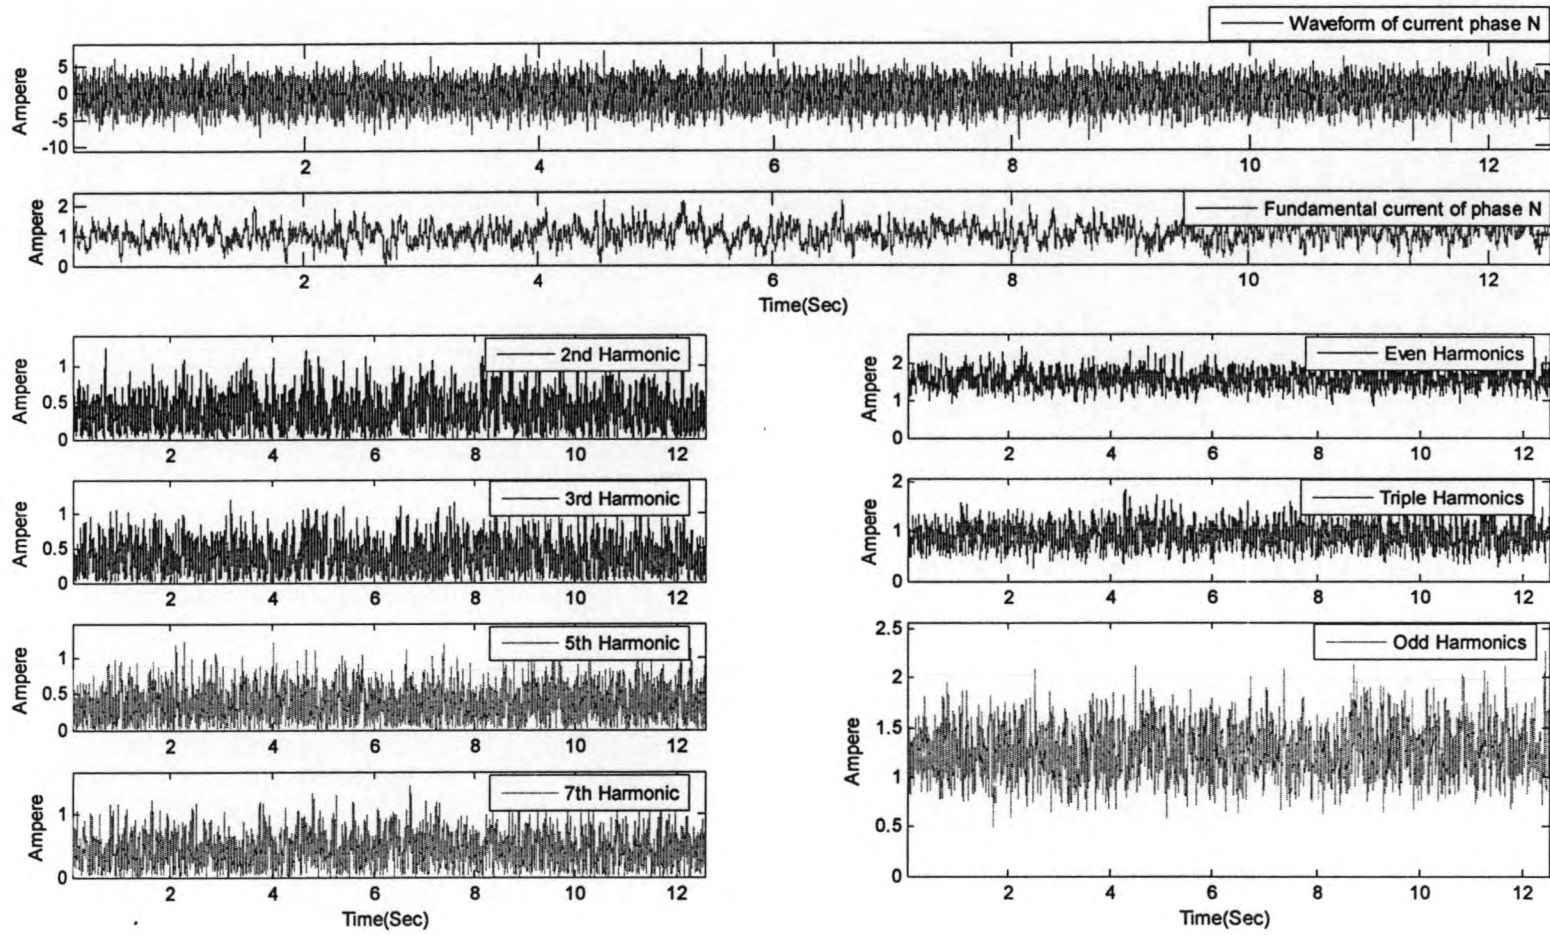 Waveform of current phase N
Ampere
5
0
-5
-10
2 4 6 8 10 12
Fundamental current of phase N
Ampere
2
1
0
2 4 6 8 10 12
Time(Sec)
2nd Harmonic
Ampere
1
0.5
0
2 4 6 8 10 12
3rd Harmonic
Ampere
1
0.5
0
2 4 6 8 10 12
5th Harmonic
Ampere
1
0.5
0
2 4 6 8 10 12
7th Harmonic
Ampere
1
0
2 4 6 8 10 12
Time(Sec)
Even Harmonics
Ampere
2
1
0
2 4 6 8 10 12
Triple Harmonics
Ampere
2
1
0
2 4 6 8 10 12
Odd Harmonics
Ampere
2.5
2
1.5
1
0.5
0
2 4 6 8 10 12
Time(Sec)